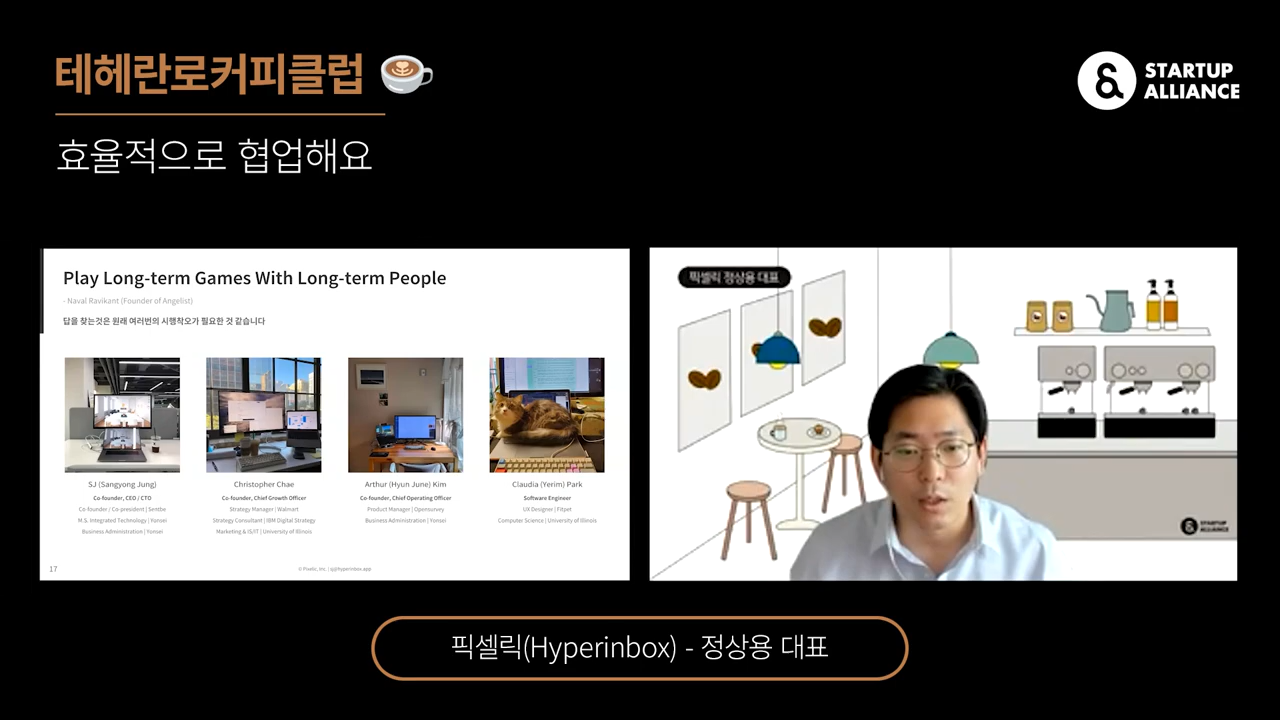 테헤란로커피클럽
STARTUP
ALLIANCE
효율적으로 협업해요
Play Long-term Games With Long-term People
- Naval Ravikant (Founder of Angelist)
답을 찾는것은 원래 여러번의 시행착오가 필요한 것 같습니다
SJ (Sangyong Jung)
Co-founder, CEO / CTO
Co-founder / Co-president | Sentbe
M.S. Integrated Technology | Yonsei
Business Administration | Yonsei
Christopher Chae
Co-founder, Chief Growth Officer
Strategy Manager | Walmart
Strategy Consultant | IBM Digital Strategy
Marketing & IS/IT | University of Illinois
Arthur (Hyun June) Kim
Co-founder, Chief Operating Officer
Product Manager | Opensurvey
Business Administration | Yonsei
Claudia (Yerim) Park
Software Engineer
UX Designer | Fitpet
Computer Science | University of Illinois
17
© Pixelic, Inc. | sj@hyperinbox.app
픽셀릭 정상용 대표
STARTUP
ALLIANCE
픽셀릭(Hyperinbox) - 정상용 대표